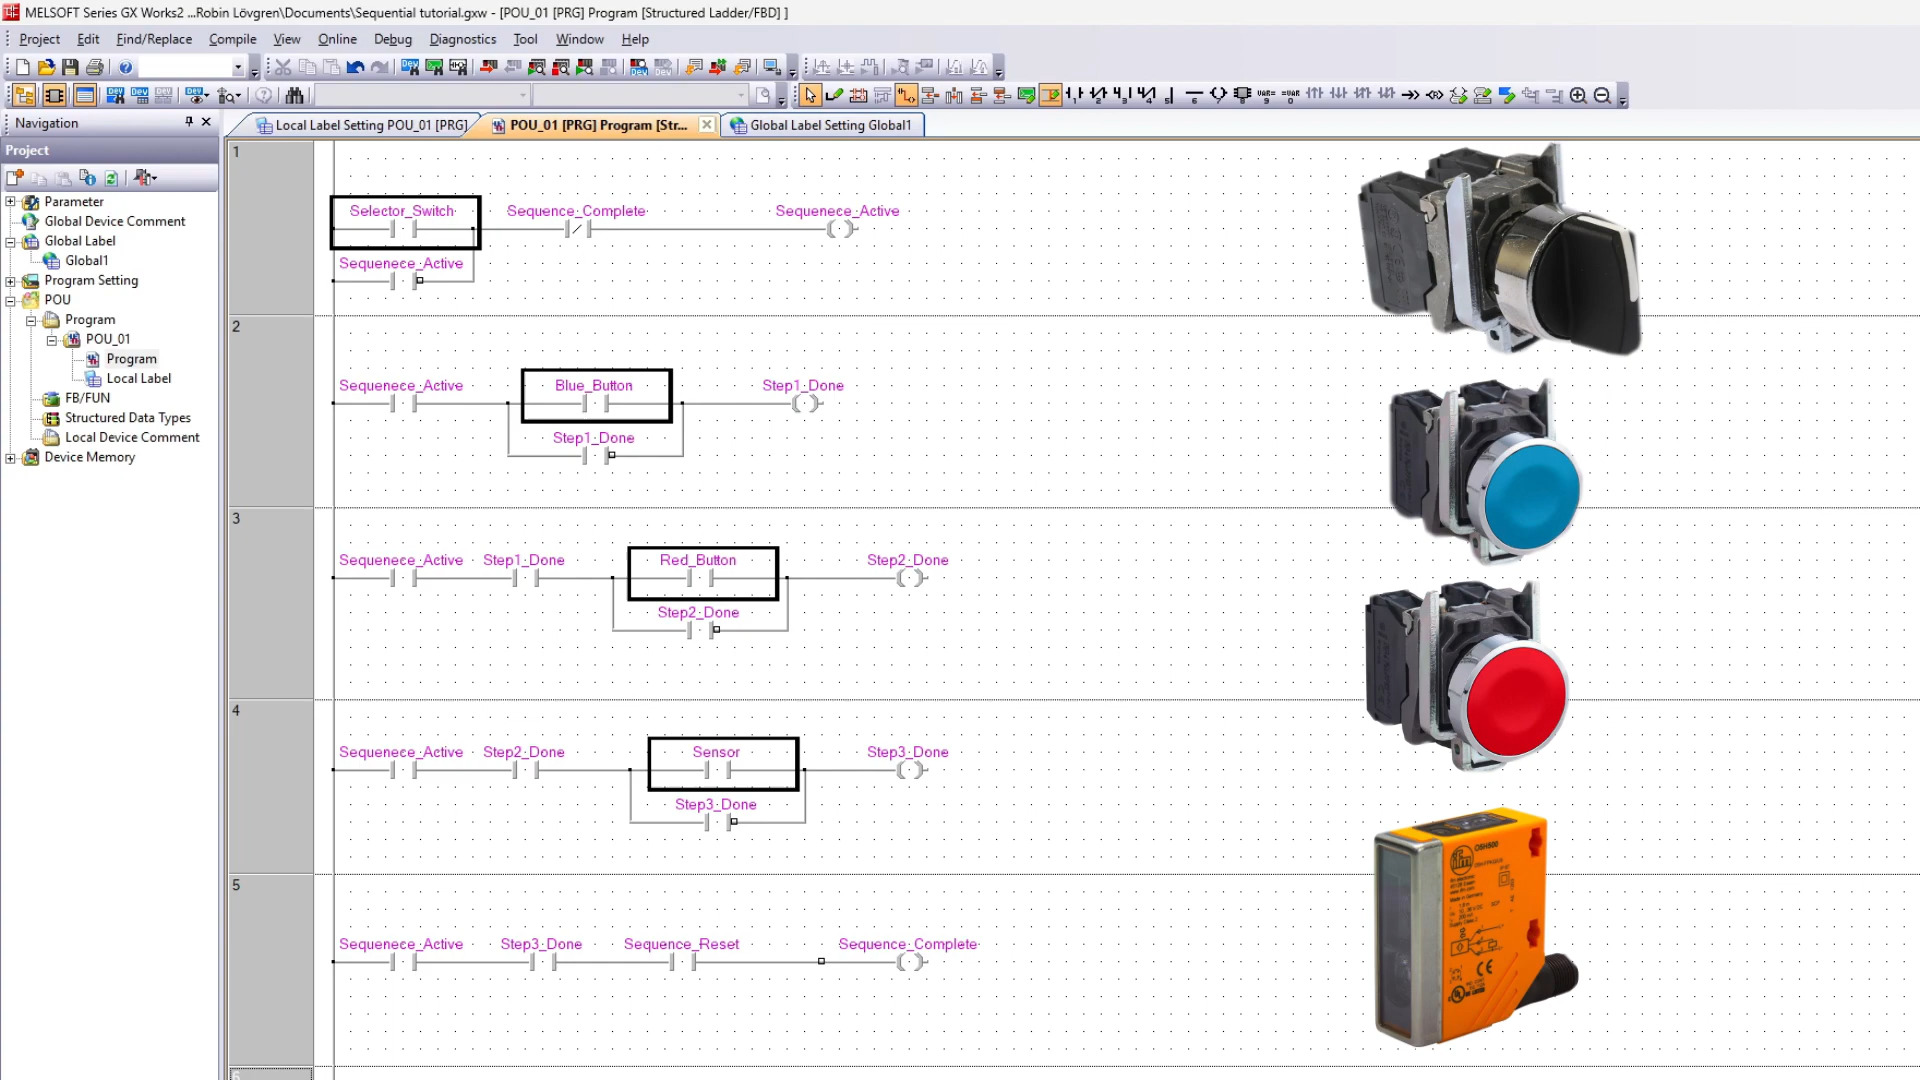 MELSOFT Series GX Works2 ...Robin Lövgren\Documents\Sequential tutorial.gxw - [POU_01 [PRG] Program [Structured Ladder/FBD] ]
Project Edit Find/Replace Compile View Online Debug Diagnostics Tool Window Help
Navigation
Local Label Setting POU_01 [PRG]
POU_01 [PRG] Program [Str...
Global Label Setting Global1
Project
Parameter
Global Device Comment
Global Label
Global1
Program Setting
POU
Program
POU_01
Program
Local Label
FB/FUN
Structured Data Types
Local Device Comment
Device Memory
1
Selector_Switch Sequence_Complete Sequenece_Active
Sequenece_Active
2
Sequenece_Active Blue_Button Step1_Done
Step1_Done
3
Sequenece_Active Step1_Done Red_Button Step2_Done
Step2_Done
4
Sequenece_Active Step2_Done Sensor Step3_Done
Step3_Done
5
Sequenece_Active Step3_Done Sequence_Reset Sequence_Complete
ifm
O5H500
CE